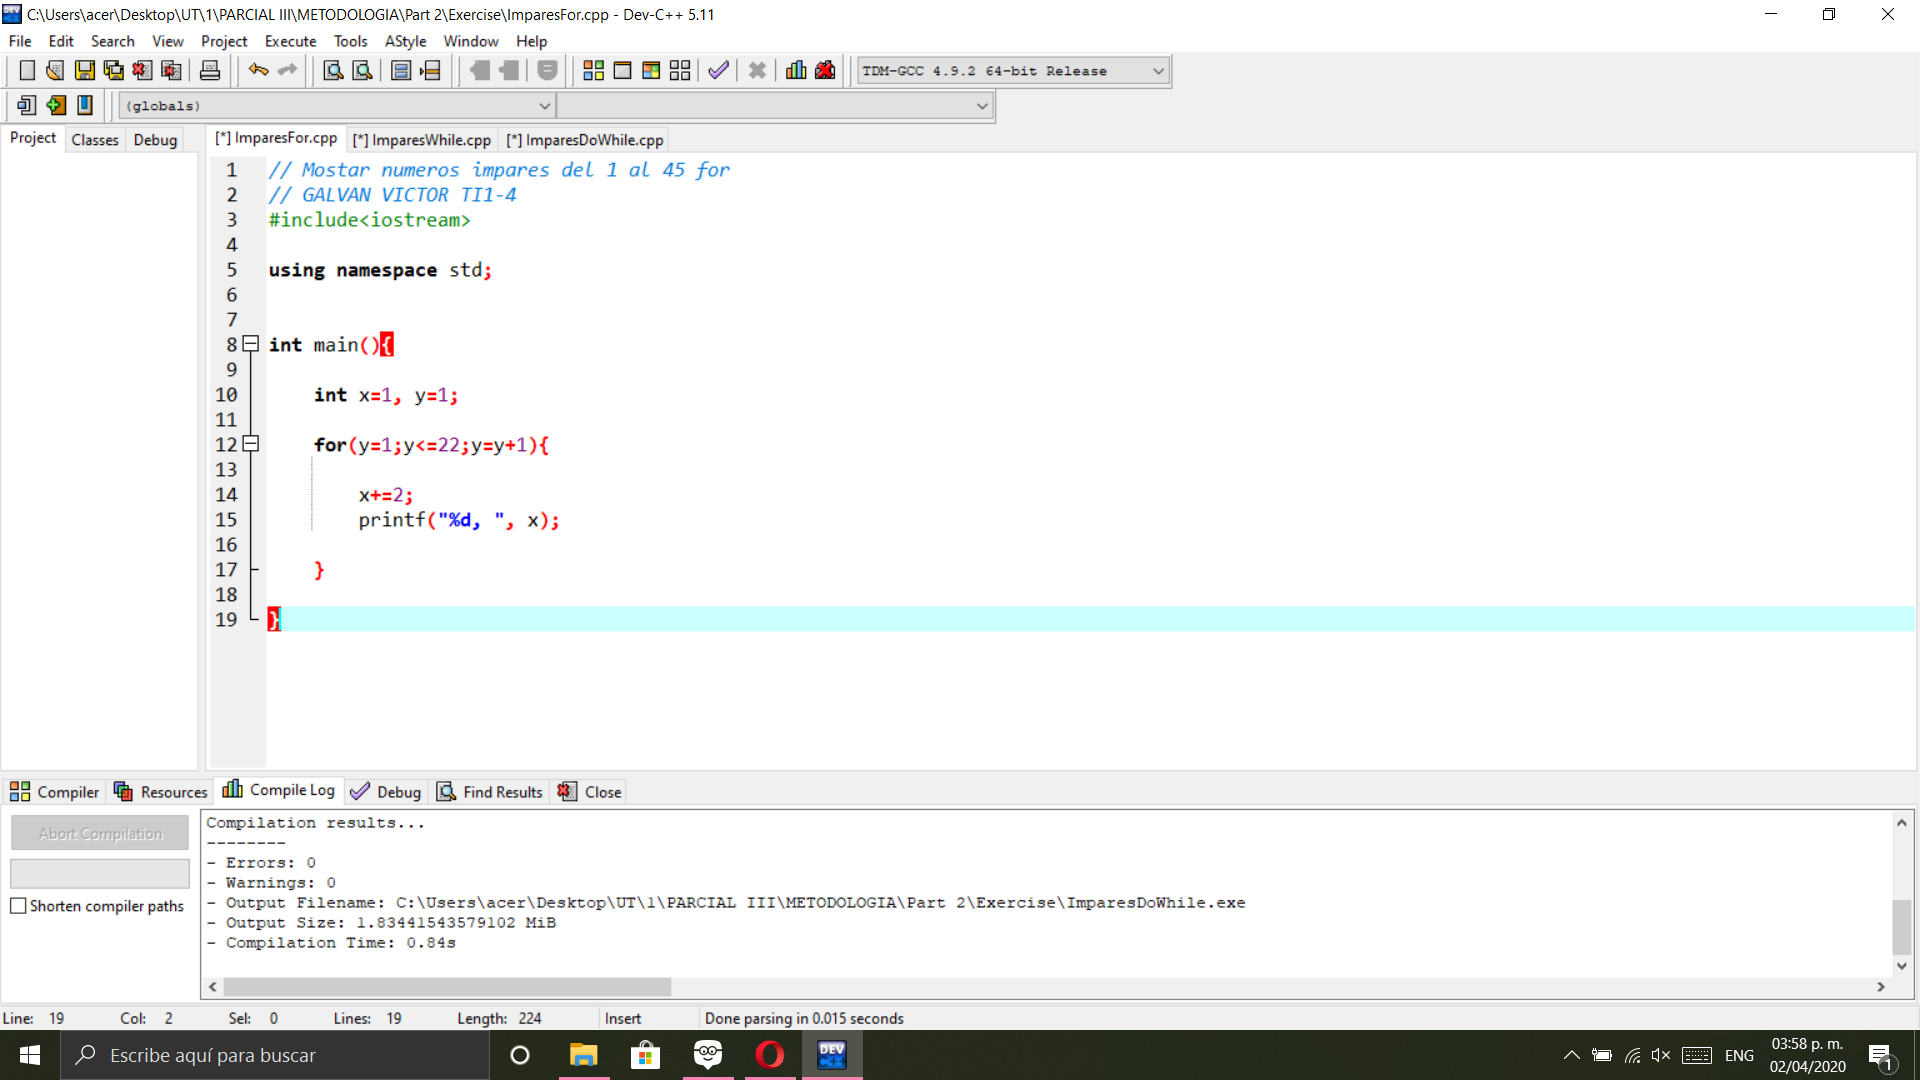 C:\Users\acer\Desktop\UT\1\PARCIAL III\METODOLOGIA\Part 2\Exercise\ImparesFor.cpp - Dev-C++ 5.11
File Edit Search View Project Execute Tools AStyle Window Help
TDM-GCC 4.9.2 64-bit Release
(globals)
Project Classes Debug [*] ImparesFor.cpp [*] ImparesWhile.cpp [*] ImparesDoWhile.cpp
1 // Mostar numeros impares del 1 al 45 for
2 // GALVAN VICTOR TI1-4
3 #include<iostream>
4
5 using namespace std;
6
7
8 int main(){
9
10 int x=1, y=1;
11
12 for(y=1;y<=22;y=y+1){
13
14 x+=2;
15 printf("%d, ", x);
16
17 }
18
19 }
Compiler Resources Compile Log Debug Find Results Close
Abort Compilation
Shorten compiler paths
Compilation results...
--------
- Errors: 0
- Warnings: 0
- Output Filename: C:\Users\acer\Desktop\UT\1\PARCIAL III\METODOLOGIA\Part 2\Exercise\ImparesDoWhile.exe
- Output Size: 1.83441543579102 MiB
- Compilation Time: 0.84s
Line: 19 Col: 2 Sel: 0 Lines: 19 Length: 224 Insert Done parsing in 0.015 seconds
Escribe aquí para buscar
DEV C++
ENG
03:58 p. m.
02/04/2020
1